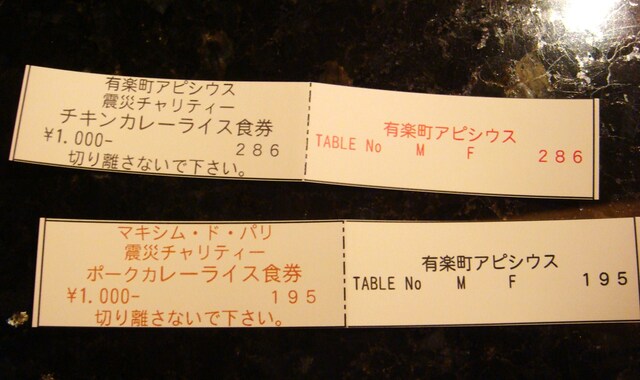 有楽町アピシウス
震災チャリティー
チキンカレーライス食券
¥1.000- 286
切り離さないで下さい。
有楽町アピシウス
TABLE No M F 286
マキシム・ド・パリ
震災チャリティー
ポークカレーライス食券
¥1.000- 195
切り離さないで下さい。
有楽町アピシウス
TABLE No M F 195